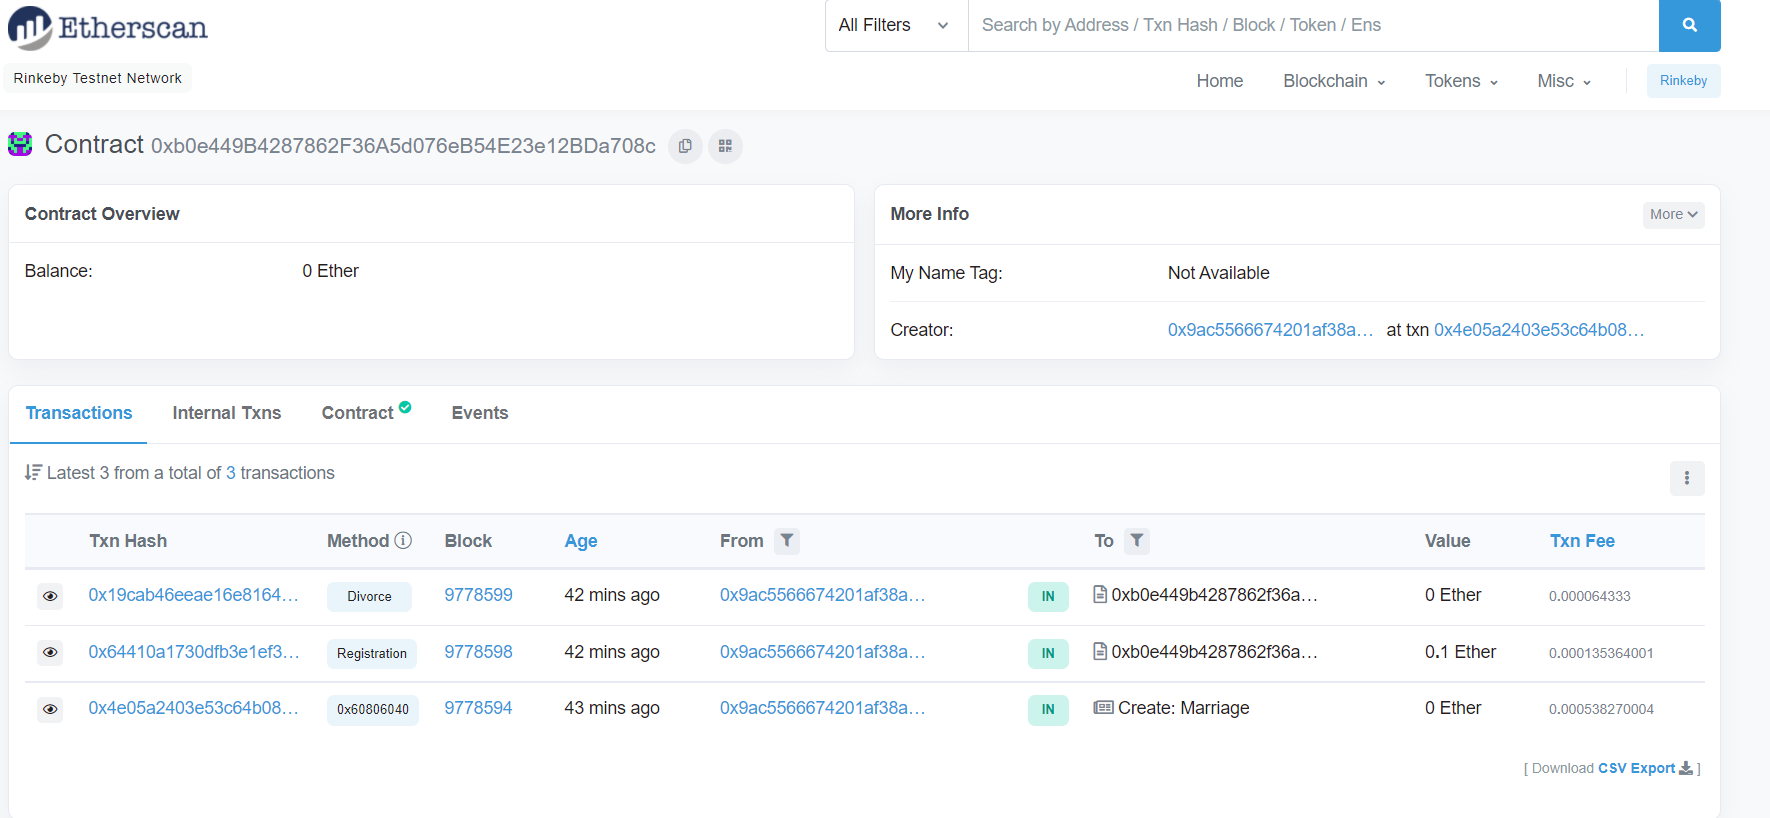 Etherscan
All Filters
Search by Address / Txn Hash / Block / Token / Ens
Rinkeby Testnet Network
Home Blockchain Tokens Misc Rinkeby
Contract 0xb0e449B4287862F36A5d076eB54E23e12BDa708c
Contract Overview
Balance: 0 Ether
More Info More
My Name Tag: Not Available
Creator: 0x9ac5566674201af38a... at txn 0x4e05a2403e53c64b08...
Transactions Internal Txns Contract Events
Latest 3 from a total of 3 transactions
Txn Hash Method Block Age From To Value Txn Fee
0x19cab46eeae16e8164... Divorce 9778599 42 mins ago 0x9ac5566674201af38a... IN 0xb0e449b4287862f36a... 0 Ether 0.000064333
0x64410a1730dfb3e1ef3... Registration 9778598 42 mins ago 0x9ac5566674201af38a... IN 0xb0e449b4287862f36a... 0.1 Ether 0.000135364001
0x4e05a2403e53c64b08... 0x60806040 9778594 43 mins ago 0x9ac5566674201af38a... IN Create: Marriage 0 Ether 0.000538270004
[ Download CSV Export ]